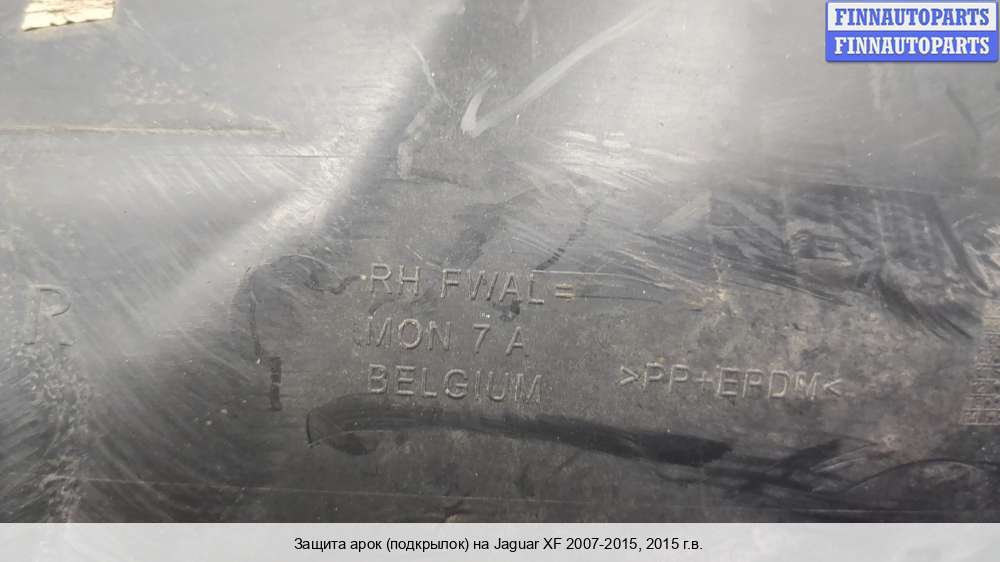 FINNAUTOPARTS
FINNAUTOPARTS
RH FWAL =
R
MON 7 A
BELGIUM
>PP+EPDM<
Защита арок (подкрылок) на Jaguar XF 2007-2015, 2015 г.в.